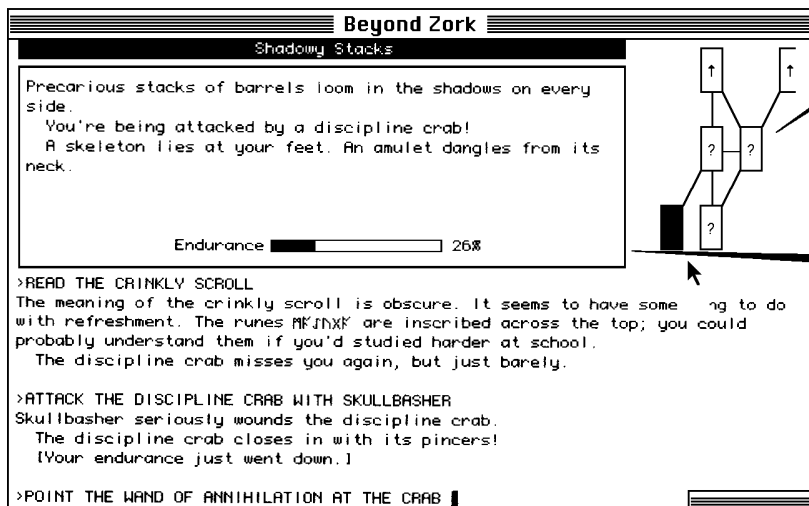 Beyond Zork
Shadowy Stacks
Precarious stacks of barrels loom in the shadows on every
side.
You're being attacked by a discipline crab!
A skeleton lies at your feet. An amulet dangles from its
neck.
Endurance 26%
↑
? ?
?
>READ THE CRINKLY SCROLL
The meaning of the crinkly scroll is obscure. It seems to have some ng to do
with refreshment. The runes are inscribed across the top; you could
probably understand them if you'd studied harder at school.
The discipline crab misses you again, but just barely.
>ATTACK THE DISCIPLINE CRAB WITH SKULLBASHER
Skullbasher seriously wounds the discipline crab.
The discipline crab closes in with its pincers!
[Your endurance just went down.]
>POINT THE WAND OF ANNIHILATION AT THE CRAB